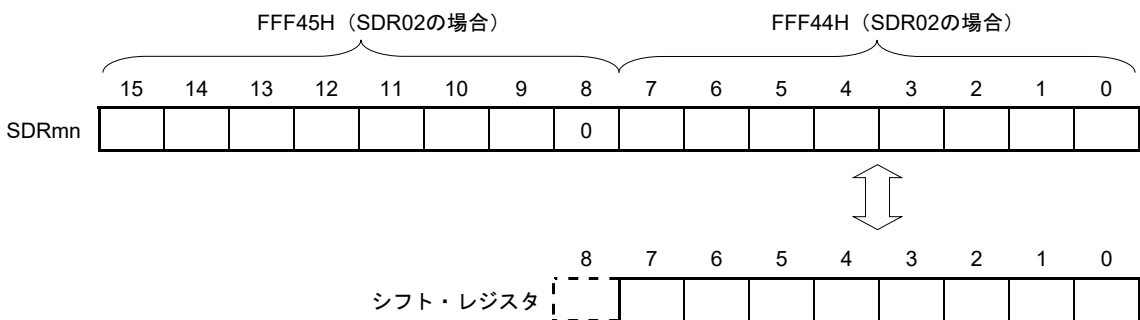 FFF45H（SDR02の場合） FFF44H（SDR02の場合）
15 14 13 12 11 10 9 8 7 6 5 4 3 2 1 0
SDRmn 0
8 7 6 5 4 3 2 1 0
シフト・レジスタ